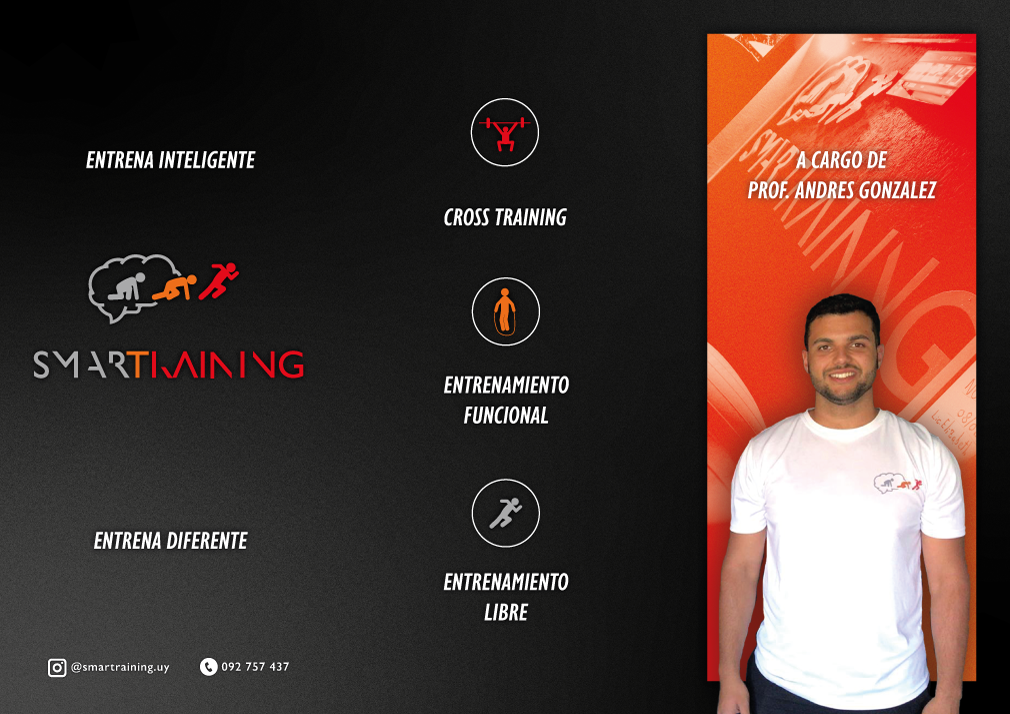 ENTRENA INTELIGENTE
SMARTRAINING
ENTRENA DIFERENTE
@smartraining.uy
092 757 437
CROSS TRAINING
ENTRENAMIENTO
FUNCIONAL
ENTRENAMIENTO
LIBRE
A CARGO DE
PROF. ANDRES GONZALEZ
SMARTRAINING